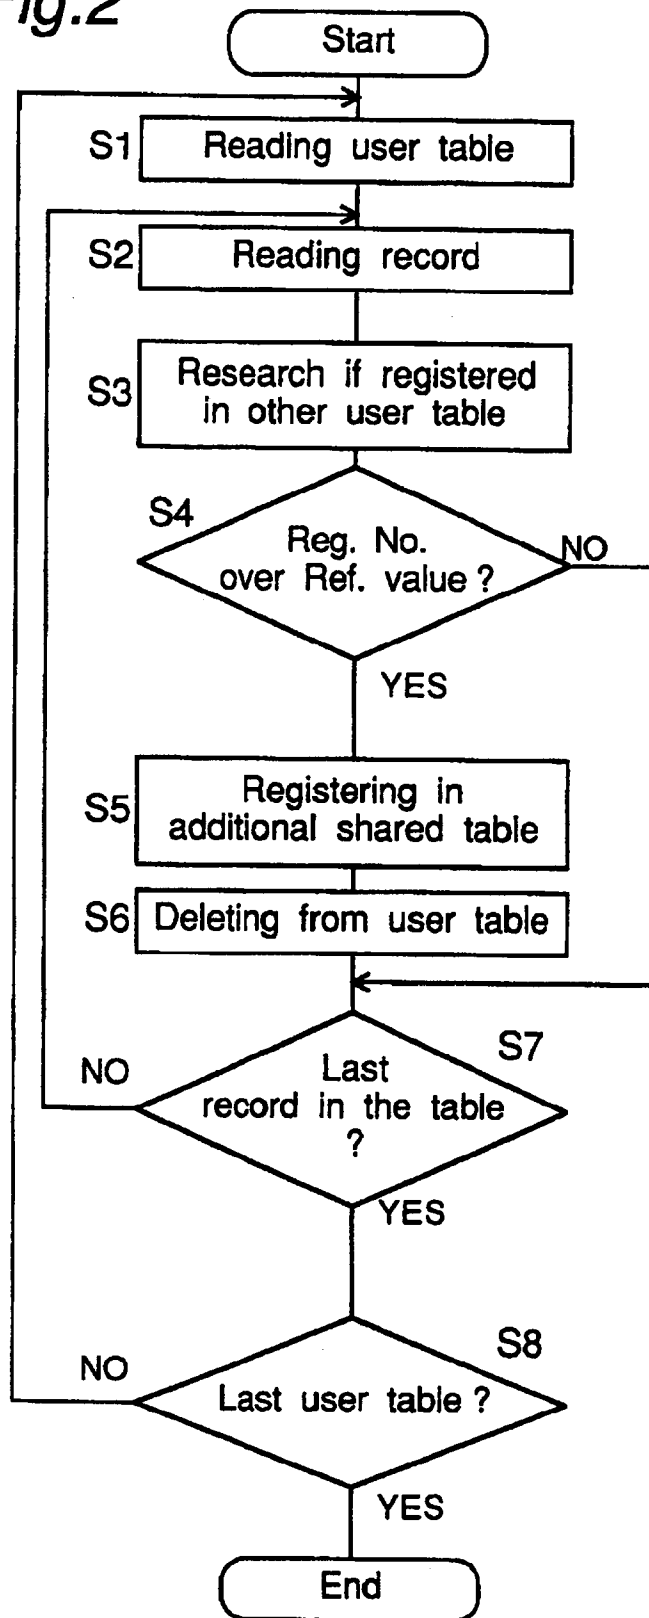 Fig.2
Start
S1
Reading user table
S2
Reading record
S3
Research if registered
in other user table
S4
Reg. No.
over Ref. value ?
NO
YES
S5
Registering in
additional shared table
S6
Deleting from user table
S7
Last
record in the table
?
NO
YES
S8
Last user table ?
NO
YES
End